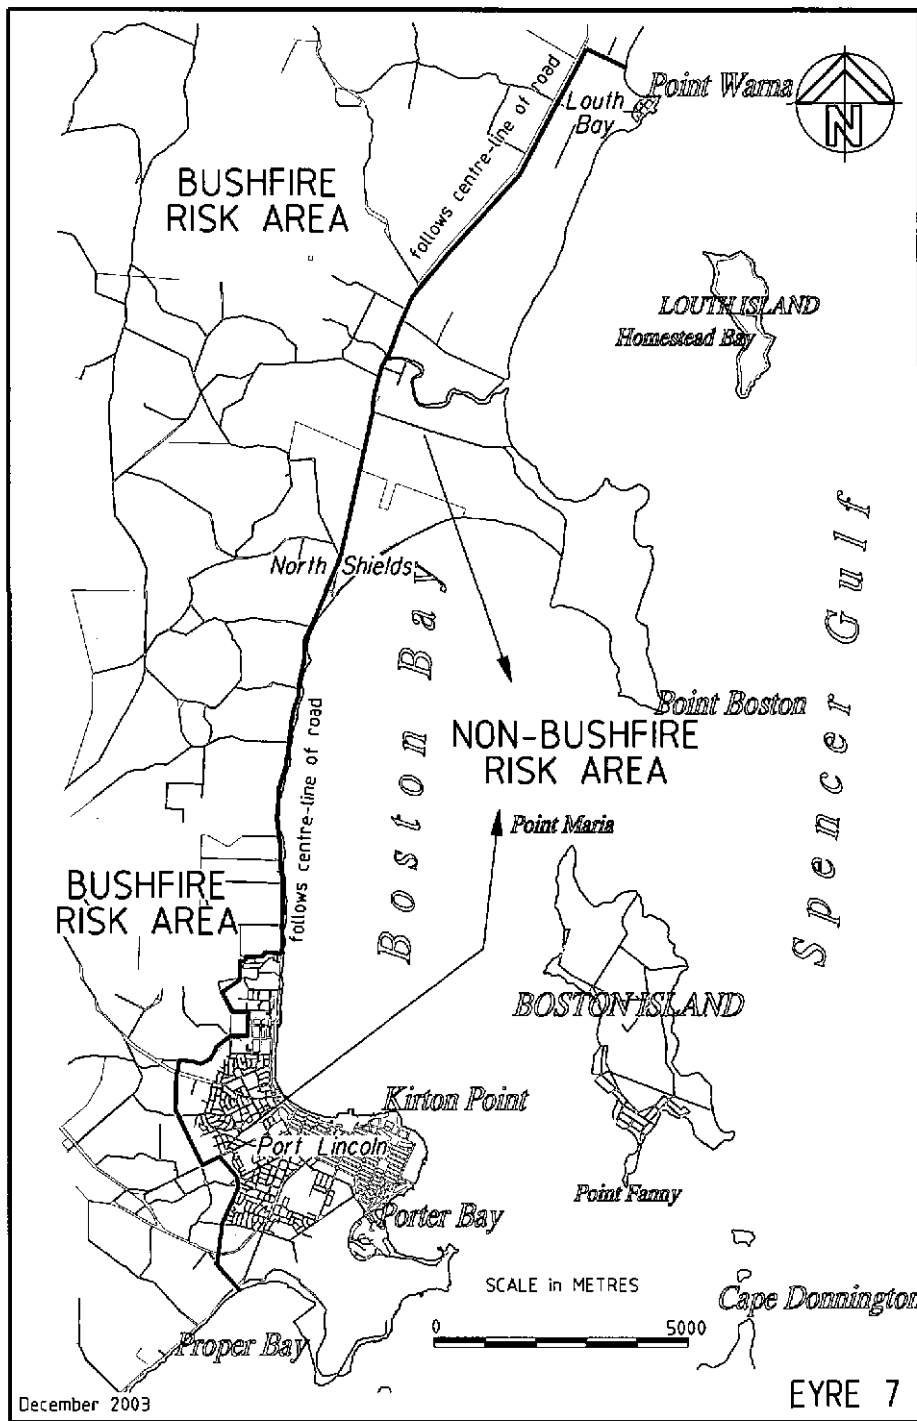 Point Warna
Louth
Bay
N
follows centre-line of road
BUSHFIRE
RISK AREA
LOUTH ISLAND
Homestead Bay
Spencer Gulf
North Shields
Boston Bay
Point Boston
NON-BUSHFIRE
RISK AREA
follows centre-line of road
Point Maria
BUSHFIRE
RISK AREA
BOSTON ISLAND
Kirton Point
Port Lincoln
Point Fanny
Porter Bay
SCALE in METRES
Cape Donnington
0 5000
Proper Bay
December 2003
EYRE 7